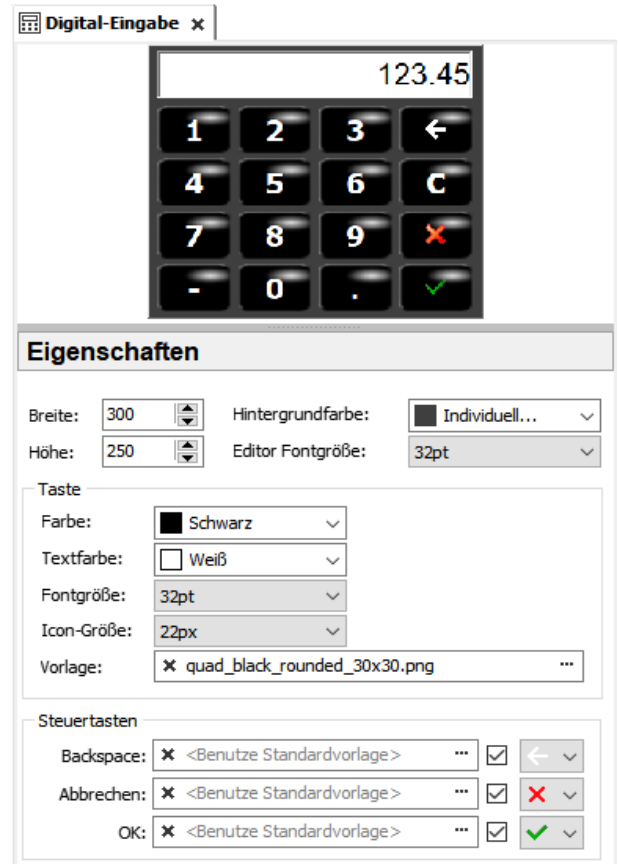 Digital-Eingabe x
123.45
1 2 3 ←
4 5 6 C
7 8 9
- 0 .
Eigenschaften
Breite: 300 Hintergrundfarbe: Individuell...
Höhe: 250 Editor Fontgröße: 32pt
Taste
Farbe: Schwarz
Textfarbe: Weiß
Fontgröße: 32pt
Icon-Größe: 22px
Vorlage: quad_black_rounded_30x30.png ...
Steuertasten
Backspace: <Benutze Standardvorlage> ...
Abbrechen: <Benutze Standardvorlage> ...
OK: <Benutze Standardvorlage> ...